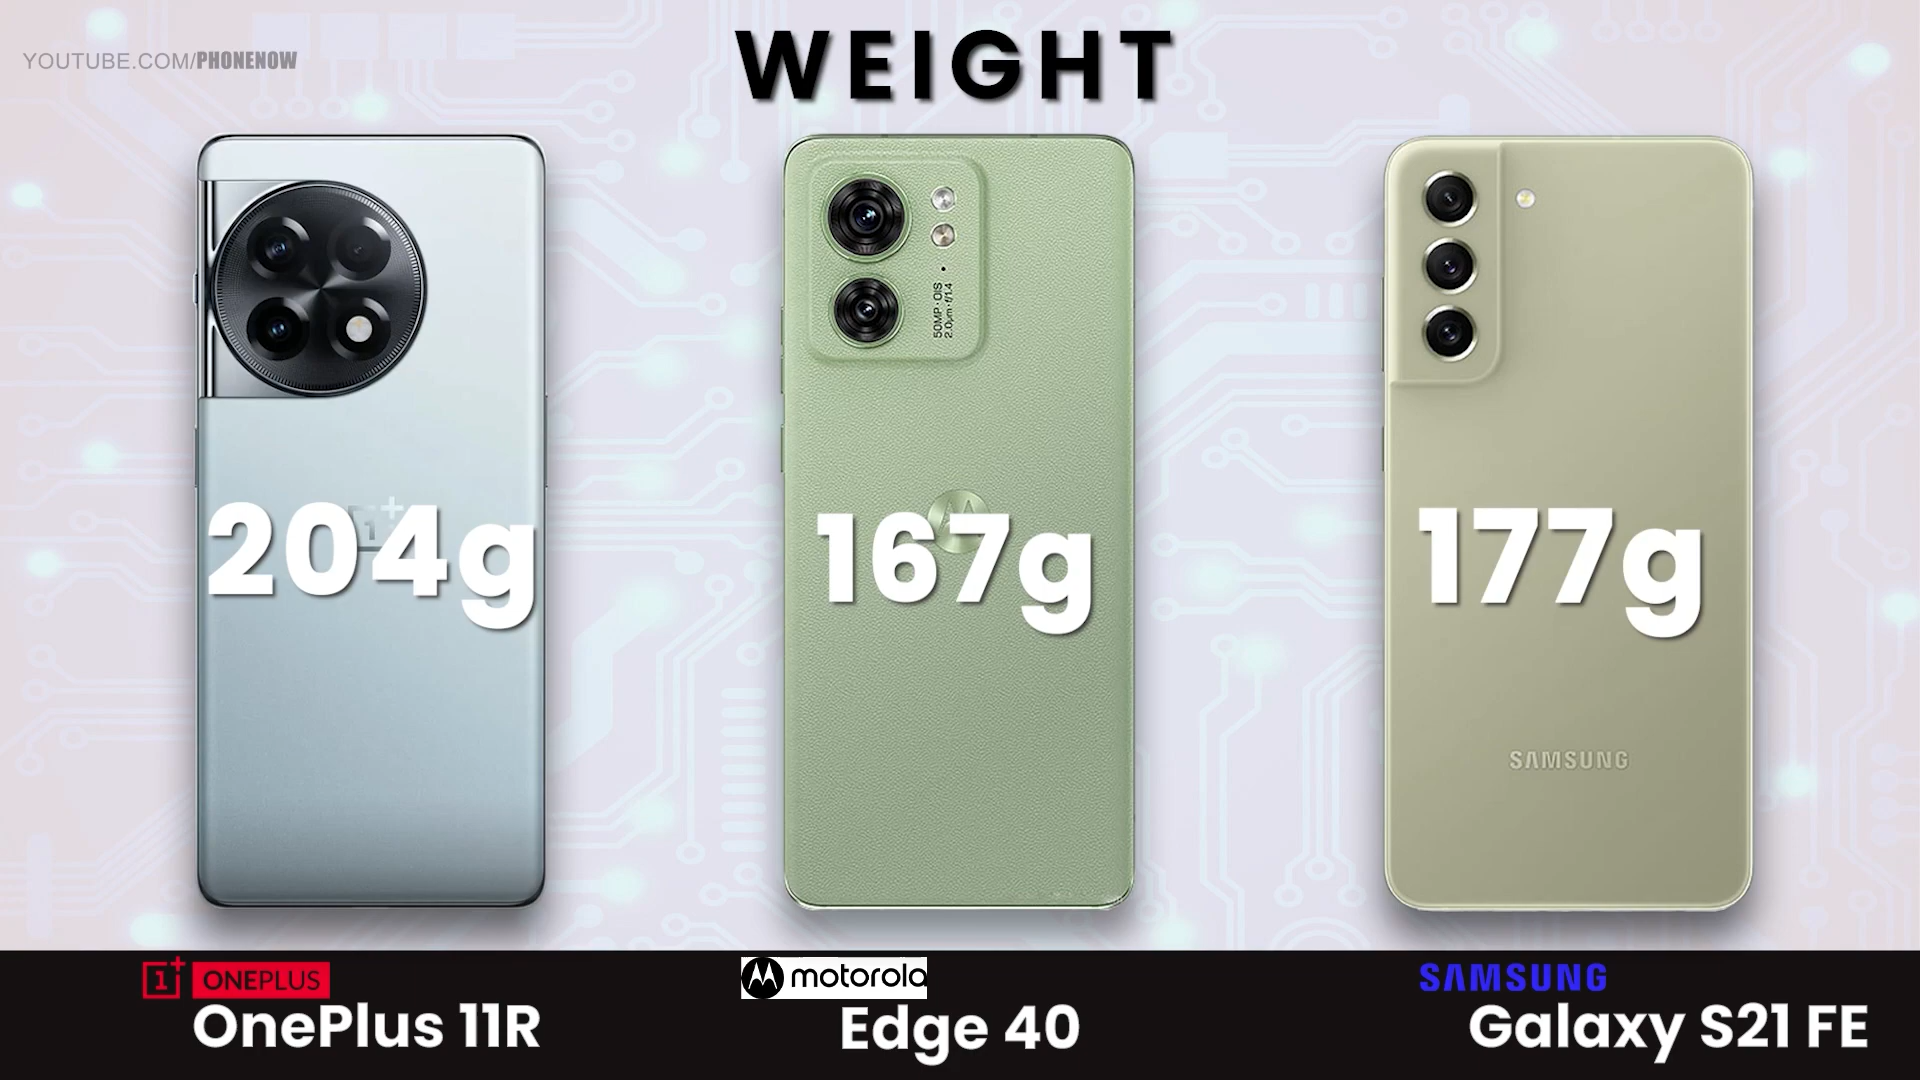 YOUTUBE.COM/PHONENOW
WEIGHT
50MP · OIS
2.0µm · f/1.4
204g
167g
177g
SAMSUNG
ONEPLUS
OnePlus 11R
motorola
Edge 40
SAMSUNG
Galaxy S21 FE